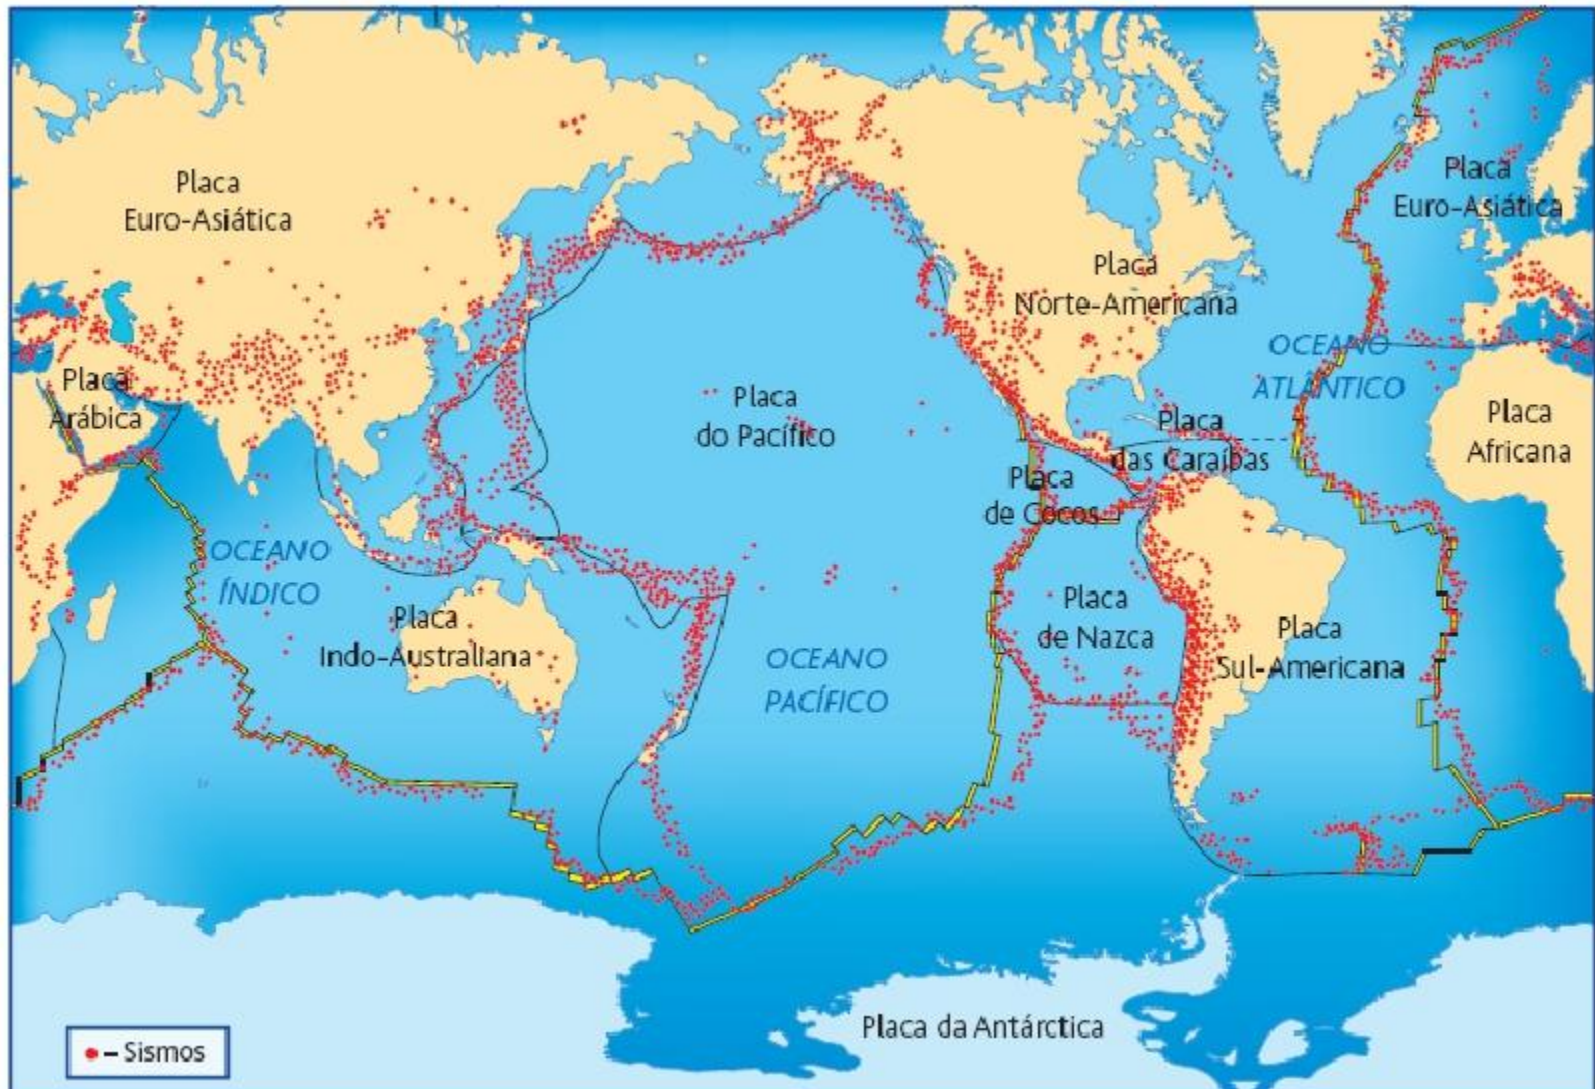 Placa
Euro-Asiática
Placa
Euro-Asiática
Placa
Norte-Americana
OCEANO
ATLÂNTICO
Placa
Arábica
Placa
do Pacífico
Placa
das Caraíbas
Placa
Africana
Placa
de Cocos
OCEANO
ÍNDICO
Placa
Indo-Australiana
Placa
de Nazca
Placa
Sul-Americana
OCEANO
PACÍFICO
Placa da Antárctica
– Sismos